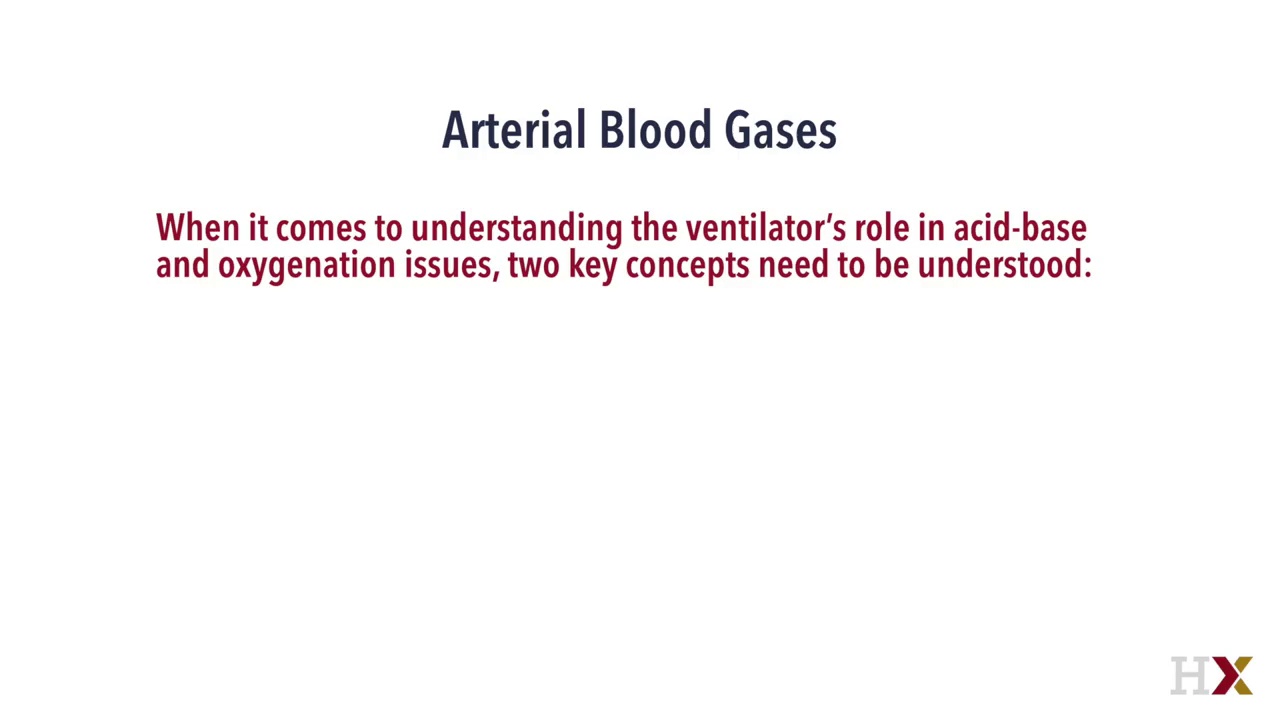 Arterial Blood Gases
When it comes to understanding the ventilator’s role in acid-base
and oxygenation issues, two key concepts need to be understood:
HX